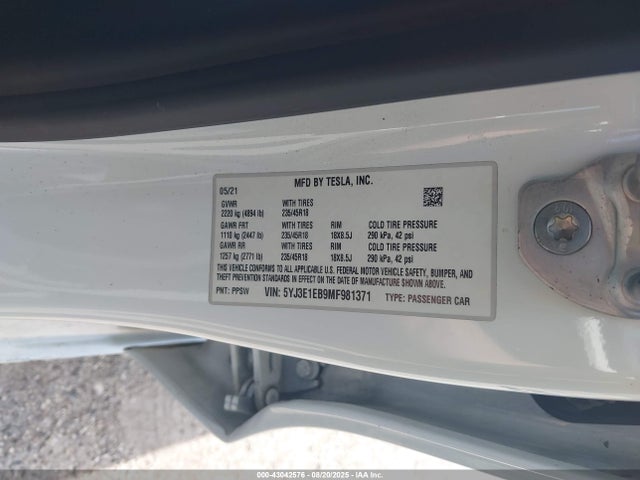 MFD BY TESLA, INC.
05/21
GVWR WITH TIRES
2220 kg (4894 lb) 235/45R18
GAWR FRT WITH TIRES RIM COLD TIRE PRESSURE
1110 kg (2447 lb) 235/45R18 18X8.5J 290 kPa, 42 psi
GAWR RR WITH TIRES RIM COLD TIRE PRESSURE
1257 kg (2771 lb) 235/45R18 18X8.5J 290 kPa, 42 psi
THIS VEHICLE CONFORMS TO ALL APPLICABLE U.S. FEDERAL MOTOR VEHICLE SAFETY, BUMPER, AND
THEFT PREVENTION STANDARDS IN EFFECT ON THE DATE OF MANUFACTURE SHOWN ABOVE.
PNT: PPSW VIN: 5YJ3E1EB9MF981371 TYPE: PASSENGER CAR
000-43042576 - 08/20/2025 - IAAI - COPART